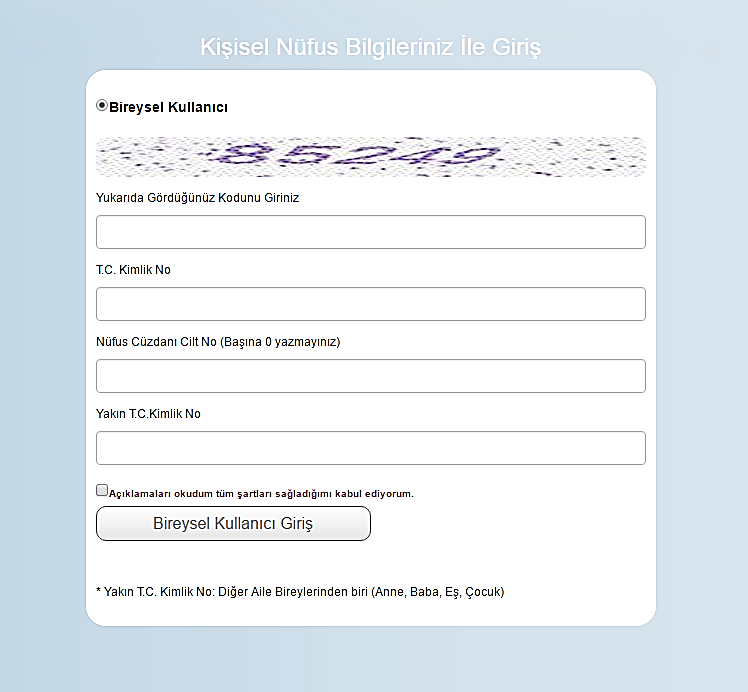 Kişisel Nüfus Bilgileriniz İle Giriş
Bireysel Kullanıcı
Yukarıda Gördüğünüz Kodunu Giriniz
T.C. Kimlik No
Nüfus Cüzdanı Cilt No (Başına 0 yazmayınız)
Yakın T.C.Kimlik No
Açıklamaları okudum tüm şartları sağladığımı kabul ediyorum.
Bireysel Kullanıcı Giriş
* Yakın T.C. Kimlik No: Diğer Aile Bireylerinden biri (Anne, Baba, Eş, Çocuk)